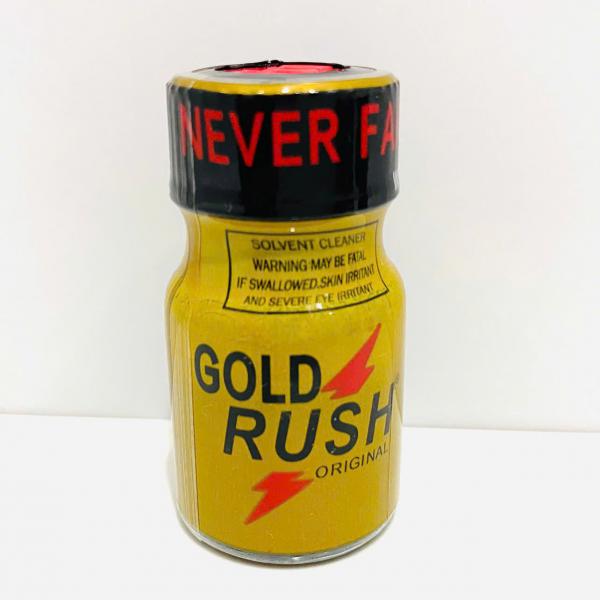 NEVER FA
SOLVENT CLEANER
WARNING MAY BE FATAL
IF SWALLOWED.SKIN IRRITANT
AND SEVERE EYE IRRITANT
GOLD
RUSH®
ORIGINAL